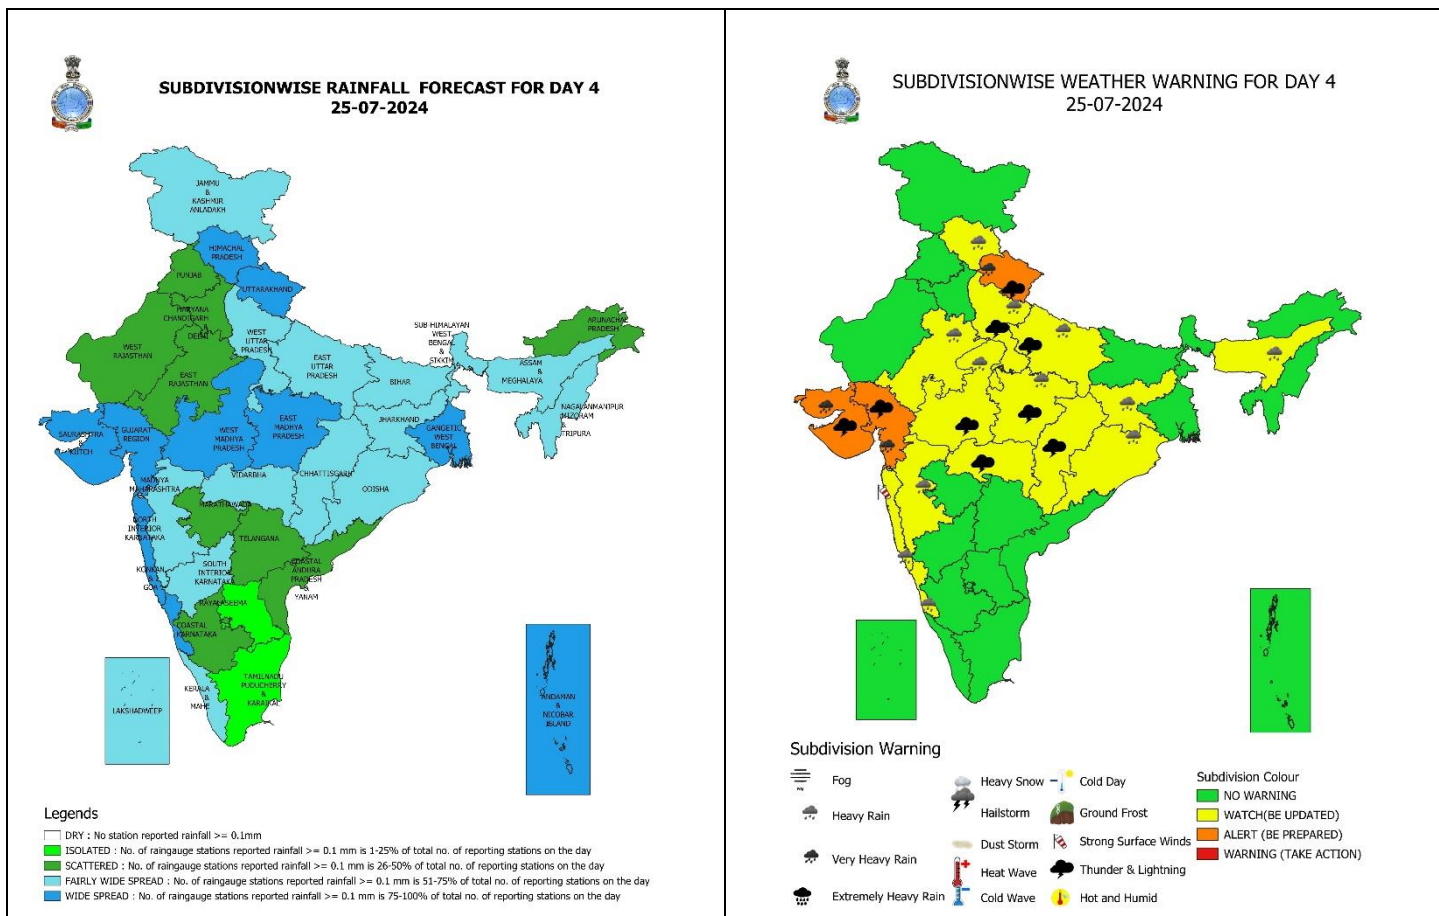 SUBDIVISIONWISE RAINFALL FORECAST FOR DAY 4
25-07-2024
JAMMU
&
KASHMIR
ANLADAKH
HIMACHAL
PRADESH
PUNJAB
UTTARAKHAND
HARYANA
CHANDIGARH
&
DELHI
WEST
RAJASTHAN
EAST
RAJASTHAN
WEST
UTTAR
PRADESH
EAST
UTTAR
PRADESH
SUB-HIMALAYAN
WEST
BENGAL
&
SIKKIM
ARUNACHAL
PRADESH
ASSAM
&
MEGHALAYA
NAGALANMANIPUR
MIZORAM
&
TRIPURA
BIHAR
JHARKHAND
GANGETIC
WEST
BENGAL
SAURASHTRA
&
KUTCH
GUJARAT
REGION
WEST
MADHYA
PRADESH
EAST
MADHYA
PRADESH
VIDARBHA
CHHATTISGARH
ODISHA
MADHYA
MAHARASHTRA
MARATHAWADA
NORTH
INTERIOR
KARNATAKA
TELANGANA
KONKAN
&
GOA
SOUTH
INTERIOR
KARNATAKA
COASTAL
ANDHRA
PRADESH
&
YANAM
RAYALASEEMA
COASTAL
KARNATAKA
TAMILNADU
PUDUCHERRY
&
KARAIKAL
KERALA
&
MAHE
LAKSHADWEEP
ANDAMAN
&
NICOBAR
ISLAND
Legends
DRY : No station reported rainfall >= 0.1mm
ISOLATED : No. of raingauge stations reported rainfall >= 0.1 mm is 1-25% of total no. of reporting stations on the day
SCATTERED : No. of raingauge stations reported rainfall >= 0.1 mm is 26-50% of total no. of reporting stations on the day
FAIRLY WIDE SPREAD : No. of raingauge stations reported rainfall >= 0.1 mm is 51-75% of total no. of reporting stations on the day
WIDE SPREAD : No. of raingauge stations reported rainfall >= 0.1 mm is 75-100% of total no. of reporting stations on the day
SUBDIVISIONWISE WEATHER WARNING FOR DAY 4
25-07-2024
Subdivision Warning
Fog
Heavy Rain
Very Heavy Rain
Extremely Heavy Rain
Heavy Snow
Hailstorm
Dust Storm
Heat Wave
Cold Wave
Cold Day
Ground Frost
Strong Surface Winds
Thunder & Lightning
Hot and Humid
Subdivision Colour
NO WARNING
WATCH(BE UPDATED)
ALERT (BE PREPARED)
WARNING (TAKE ACTION)